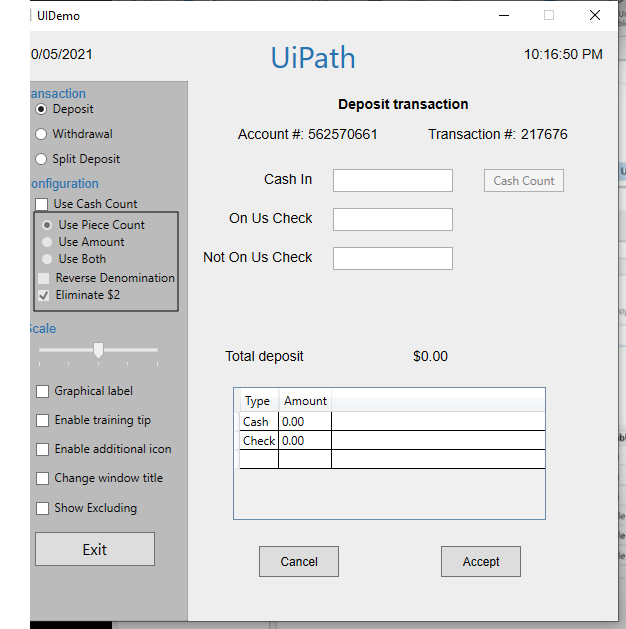 UIDemo
0/05/2021
UiPath
10:16:50 PM
ansaction
Deposit
Withdrawal
Split Deposit
onfiguration
Use Cash Count
Use Piece Count
Use Amount
Use Both
Reverse Denomination
Eliminate $2
Scale
Graphical label
Enable training tip
Enable additional icon
Change window title
Show Excluding
Exit
Deposit transaction
Account #: 562570661 Transaction #: 217676
Cash In
Cash Count
On Us Check
Not On Us Check
Total deposit $0.00
Type Amount
Cash 0.00
Check 0.00
Cancel
Accept